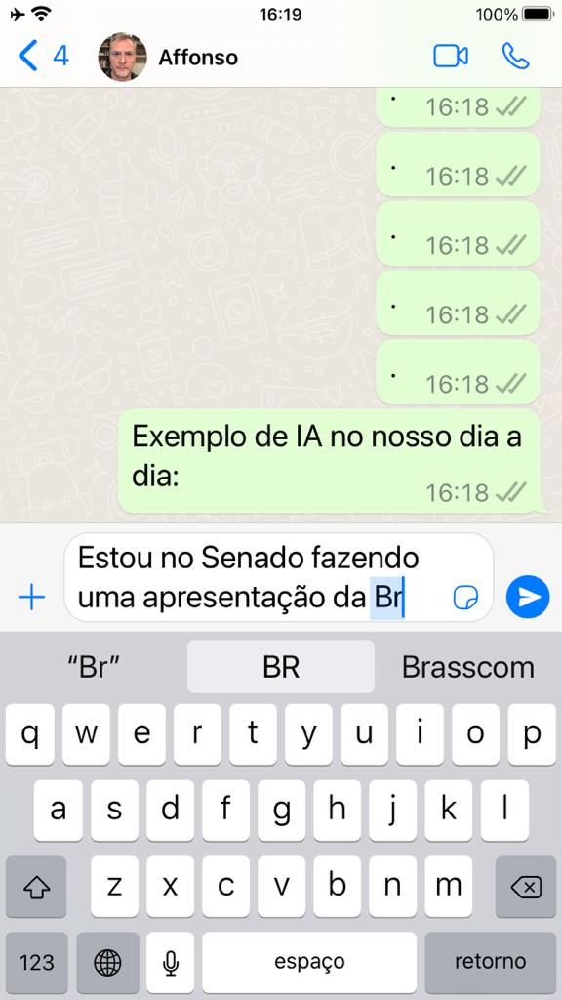 16:19
100%
4
Affonso
.
16:18
.
16:18
.
16:18
.
16:18
.
16:18
Exemplo de IA no nosso dia a
dia:
16:18
Estou no Senado fazendo
uma apresentação da Br
“Br”
BR
Brasscom
q w e r t y u i o p
a s d f g h j k l
z x c v b n m
123
espaço
retorno